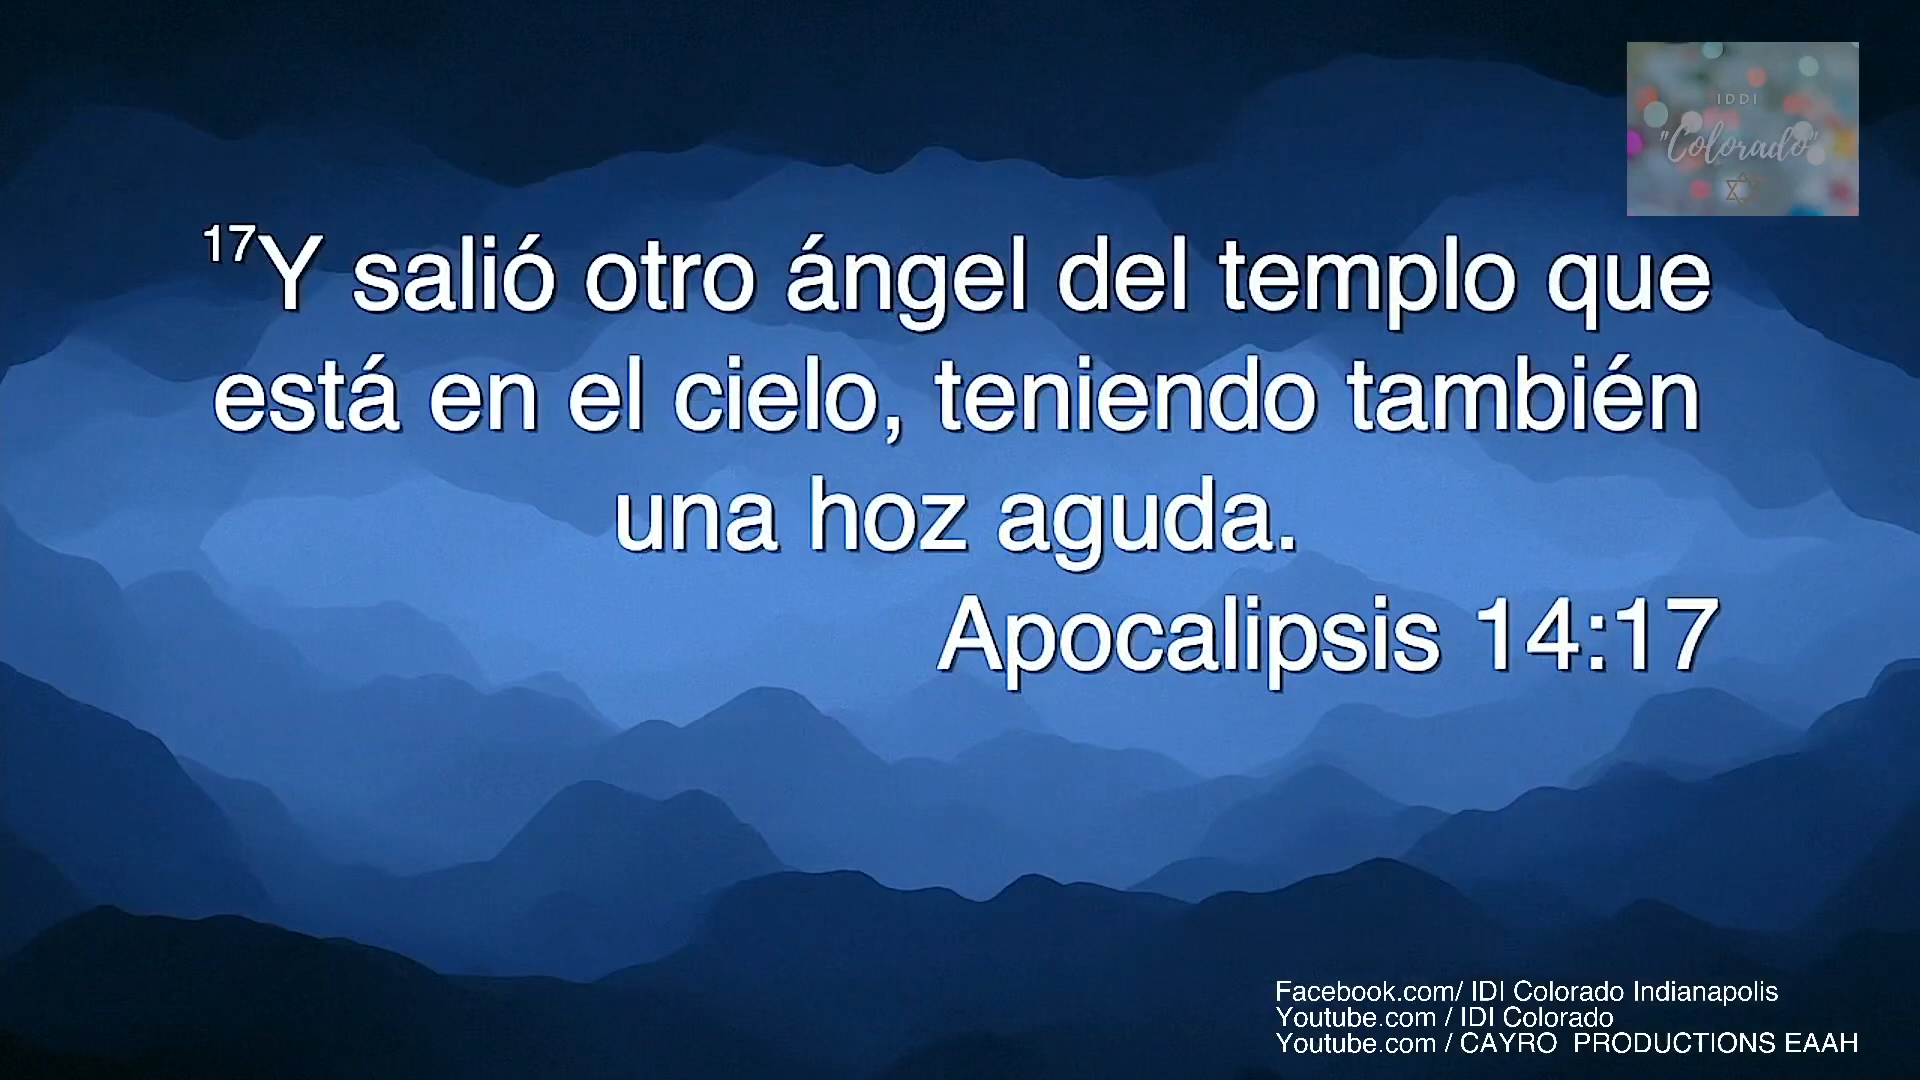 IDDI
"Colorado"
17Y salió otro ángel del templo que
está en el cielo, teniendo también
una hoz aguda.
Apocalipsis 14:17
Facebook.com/ IDI Colorado Indianapolis
Youtube.com / IDI Colorado
Youtube.com / CAYRO  PRODUCTIONS EAAH